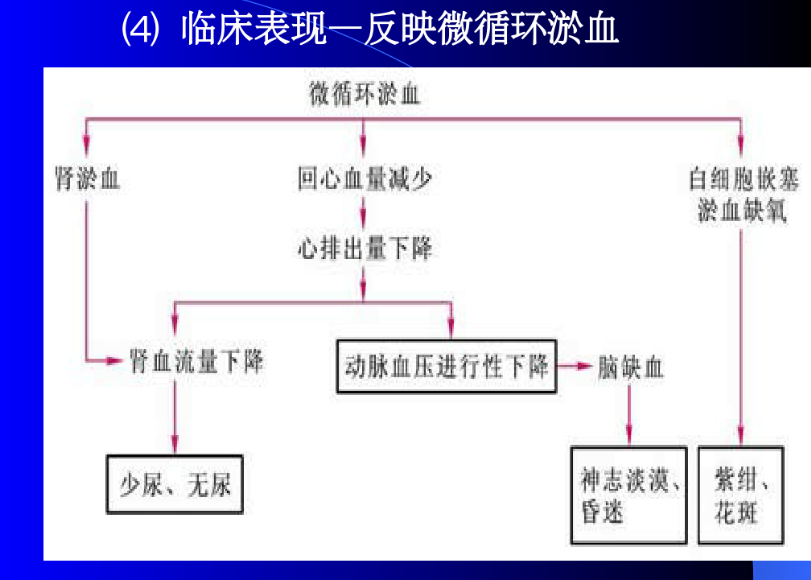 (4) 临床表现—反映微循环淤血
微循环淤血
肾淤血
回心血量减少
白细胞嵌塞
淤血缺氧
心排出量下降
肾血流量下降
动脉血压进行性下降
脑缺血
少尿、无尿
神志淡漠、
昏迷
紫绀、
花斑